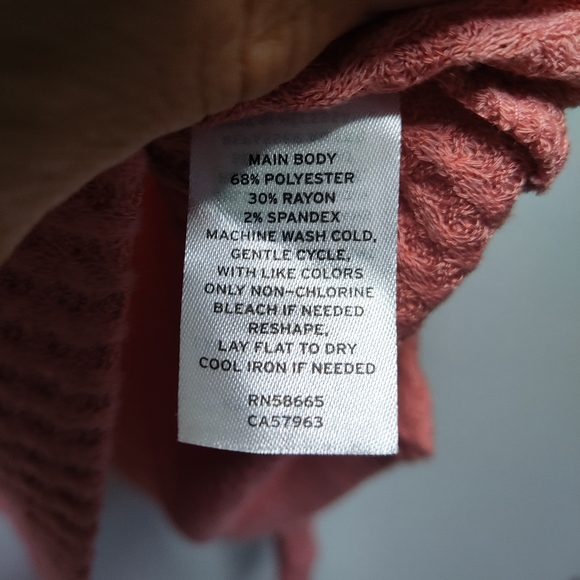 MAIN BODY
68% POLYESTER
30% RAYON
2% SPANDEX
MACHINE WASH COLD,
GENTLE CYCLE,
WITH LIKE COLORS
ONLY NON-CHLORINE
BLEACH IF NEEDED
RESHAPE,
LAY FLAT TO DRY
COOL IRON IF NEEDED
RN58665
CA57963